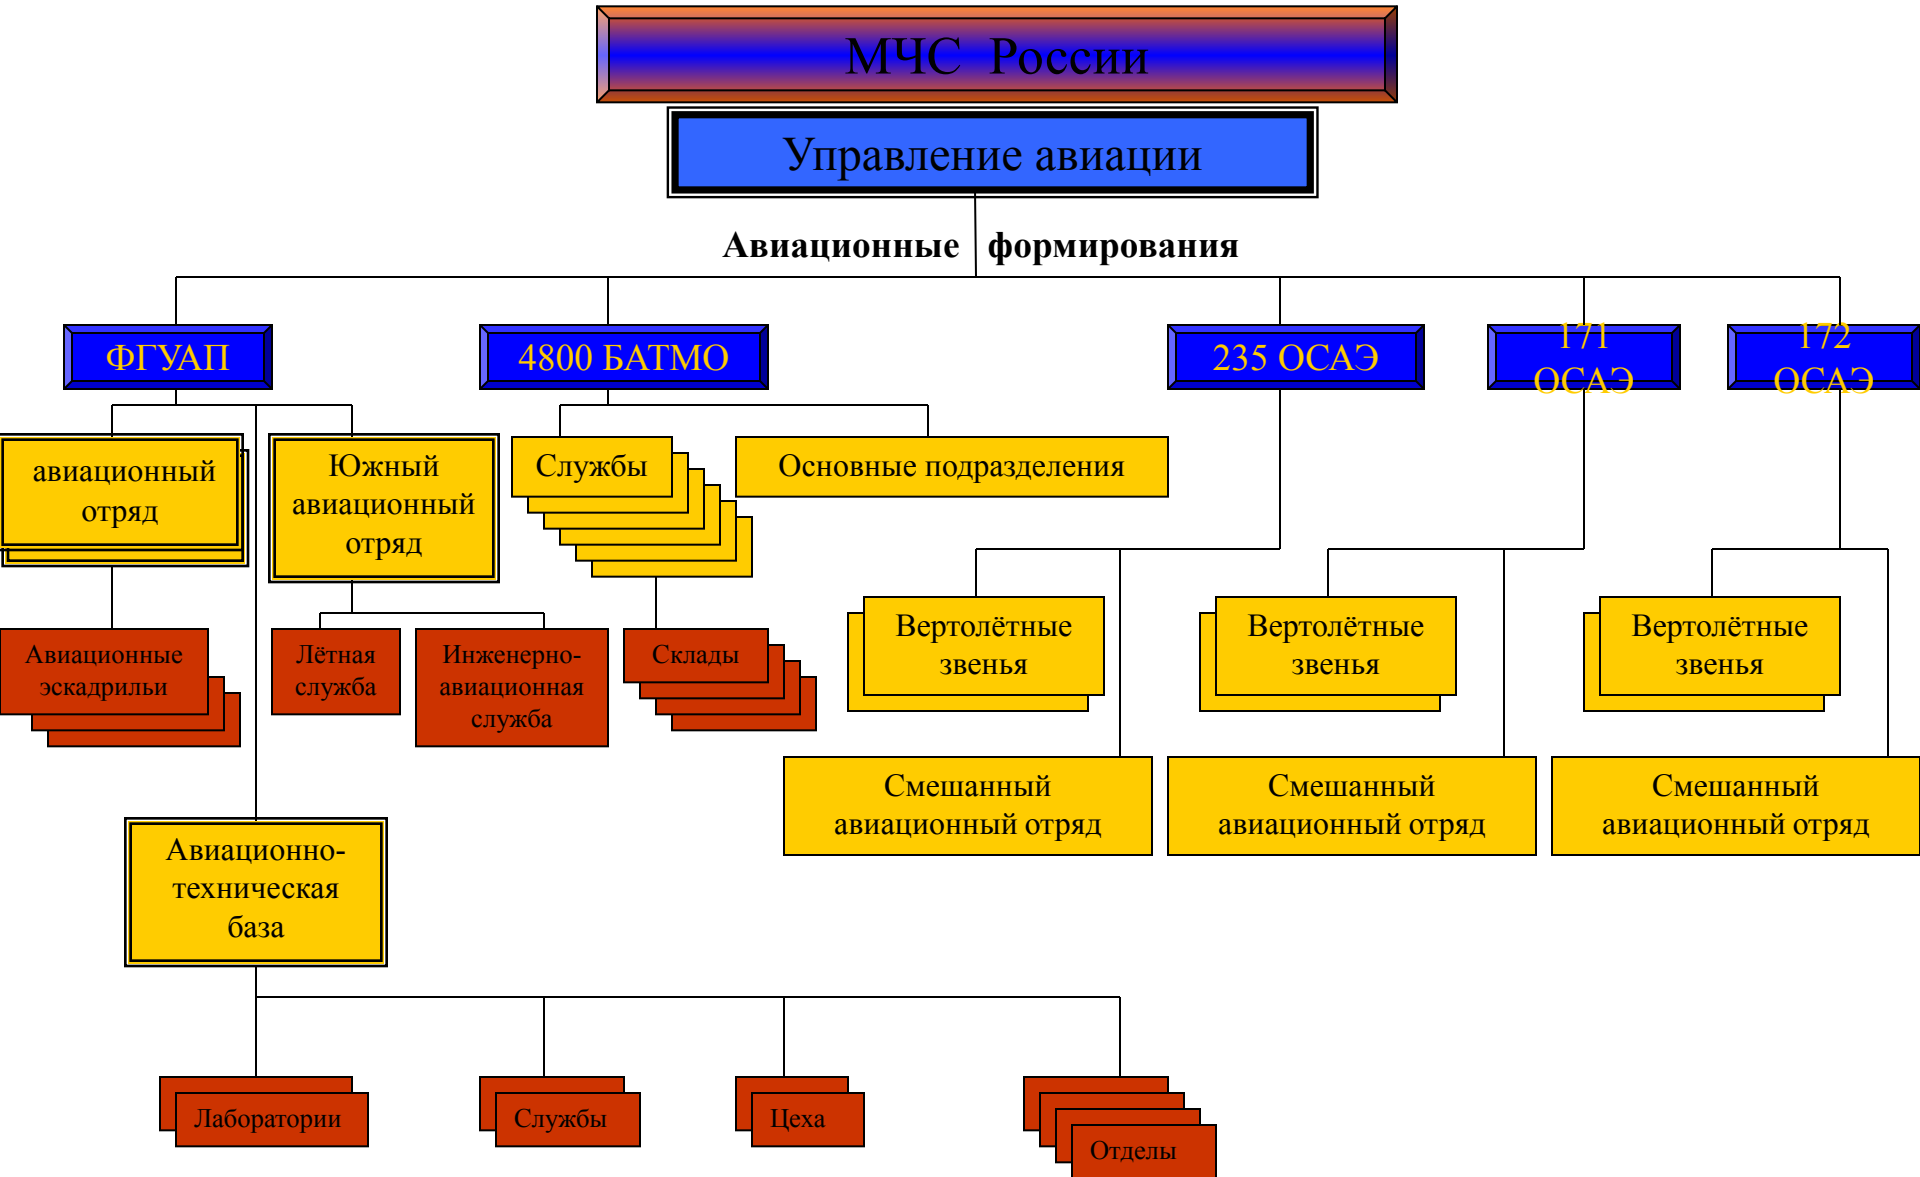 МЧС России
Управление авиации
Авиационные формирования
ФГУАП
4800 БАТМО
235 ОСАЭ
171
ОСАЭ
172
ОСАЭ
авиационный
отряд
Южный
авиационный
отряд
Службы
Основные подразделения
Авиационные
эскадрильи
Лётная
служба
Инженерно-
авиационная
служба
Склады
Вертолётные
звенья
Вертолётные
звенья
Вертолётные
звенья
Смешанный
авиационный отряд
Смешанный
авиационный отряд
Смешанный
авиационный отряд
Авиационно-
техническая
база
Лаборатории
Службы
Цеха
Отделы